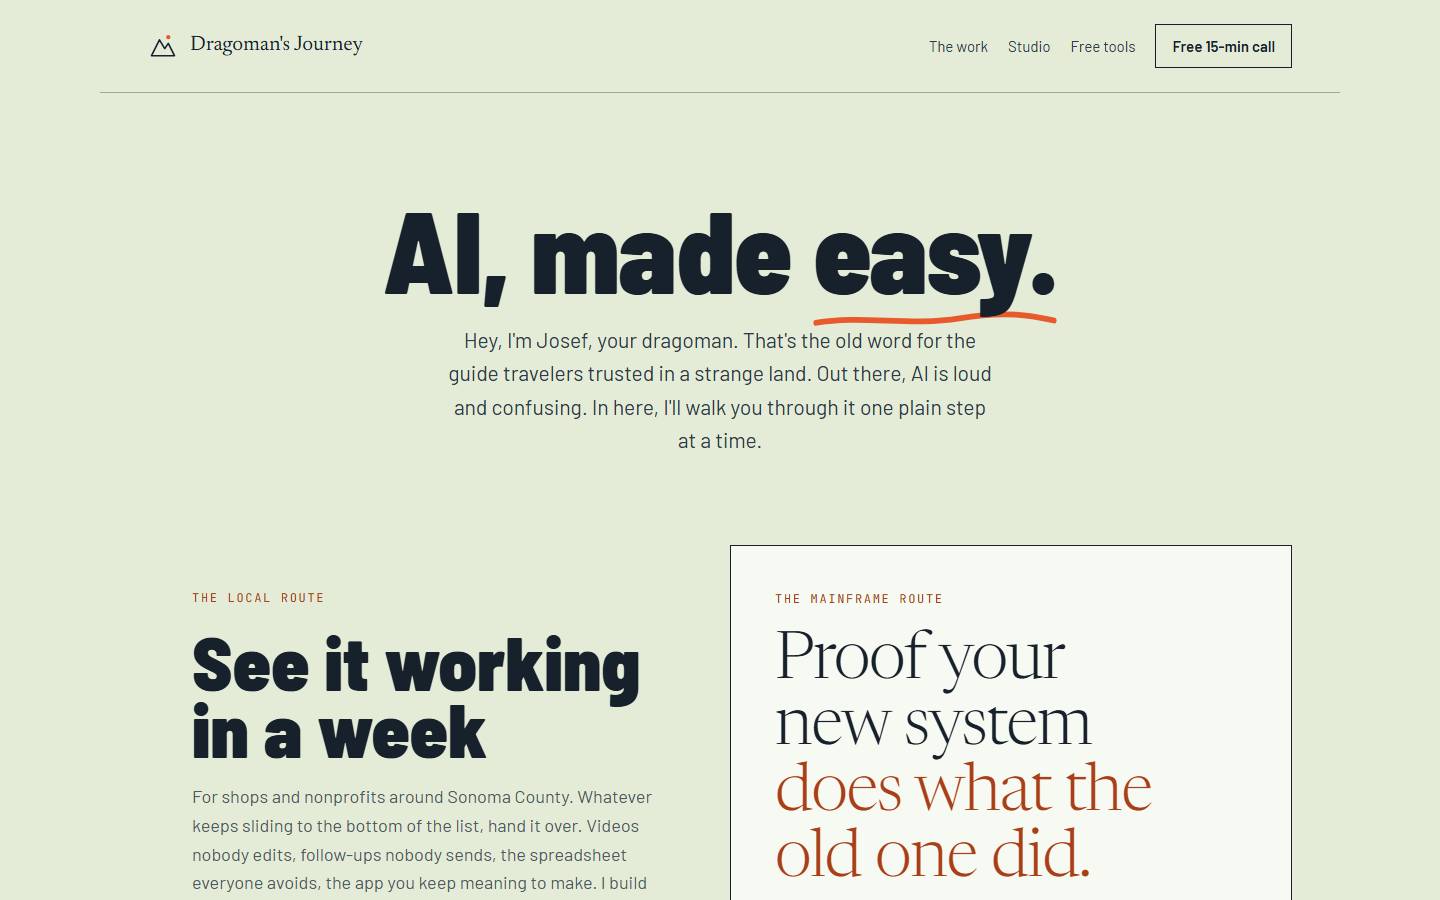 Dragoman's Journey
The work
Studio
Free tools
Free 15-min call
AI, made easy.
Hey, I'm Josef, your dragoman. That's the old word for the
guide travelers trusted in a strange land. Out there, AI is loud
and confusing. In here, I'll walk you through it one plain step
at a time.
THE LOCAL ROUTE
See it working
in a week
For shops and nonprofits around Sonoma County. Whatever
keeps sliding to the bottom of the list, hand it over. Videos
nobody edits, follow-ups nobody sends, the spreadsheet
everyone avoids, the app you keep meaning to make. I build
THE MAINFRAME ROUTE
Proof your
new system
does what the
old one did.